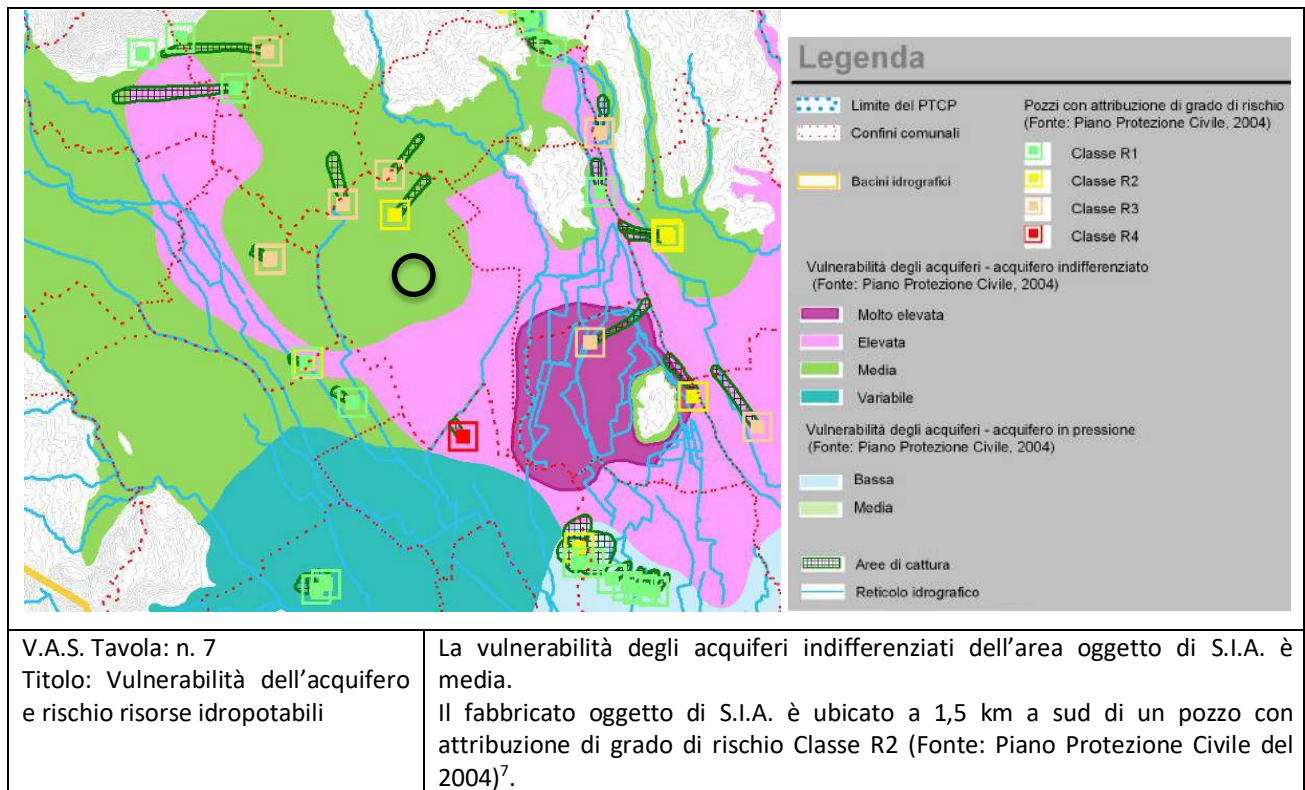 Legenda
Limite del PTCP
Confini comunali
Bacini idrografici
Pozzi con attribuzione di grado di rischio
(Fonte: Piano Protezione Civile, 2004)
Classe R1
Classe R2
Classe R3
Classe R4
Vulnerabilità degli acquiferi - acquifero indifferenziato
(Fonte: Piano Protezione Civile, 2004)
Molto elevata
Elevata
Media
Variabile
Vulnerabilità degli acquiferi - acquifero in pressione
(Fonte: Piano Protezione Civile, 2004)
Bassa
Media
Aree di cattura
Reticolo idrografico
V.A.S. Tavola: n. 7
Titolo: Vulnerabilità dell’acquifero
e rischio risorse idropotabili
La vulnerabilità degli acquiferi indifferenziati dell’area oggetto di S.I.A. è
media.
Il fabbricato oggetto di S.I.A. è ubicato a 1,5 km a sud di un pozzo con
attribuzione di grado di rischio Classe R2 (Fonte: Piano Protezione Civile del
2004)⁷.